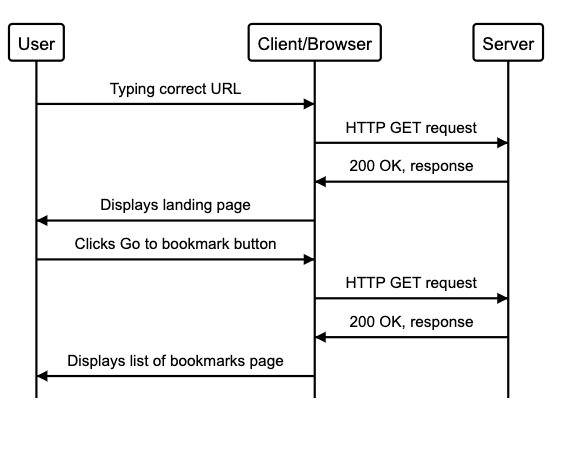 User
Client/Browser
Server
Typing correct URL
HTTP GET request
200 OK, response
Displays landing page
Clicks Go to bookmark button
HTTP GET request
200 OK, response
Displays list of bookmarks page